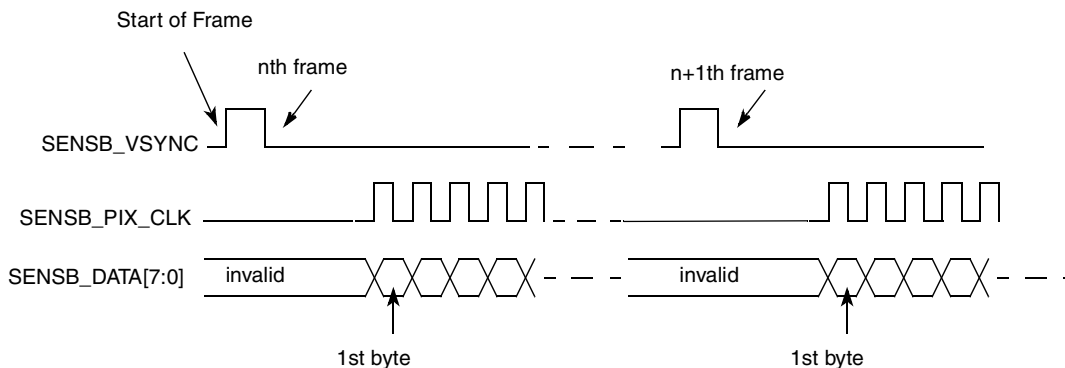 Start of Frame
nth frame
n+1th frame
SENSB_VSYNC
SENSB_PIX_CLK
SENSB_DATA[7:0]
invalid
invalid
1st byte
1st byte